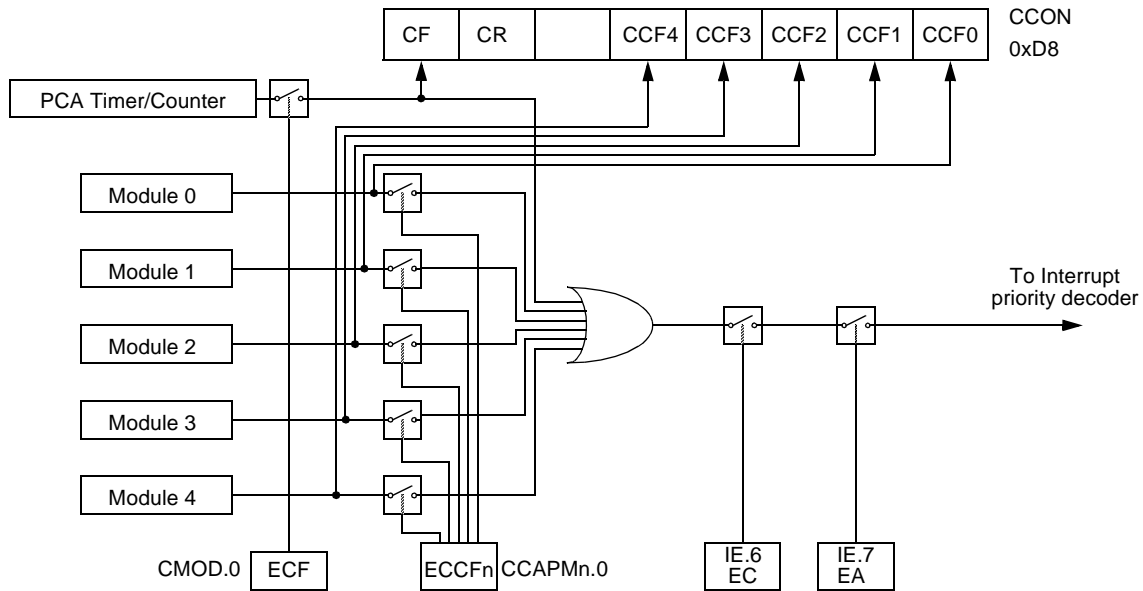 CF CR CCF4 CCF3 CCF2 CCF1 CCF0
CCON
0xD8
PCA Timer/Counter
Module 0
Module 1
Module 2
Module 3
Module 4
To Interrupt
priority decoder
CMOD.0 ECF
ECCFn CCAPMn.0
IE.6
EC
IE.7
EA